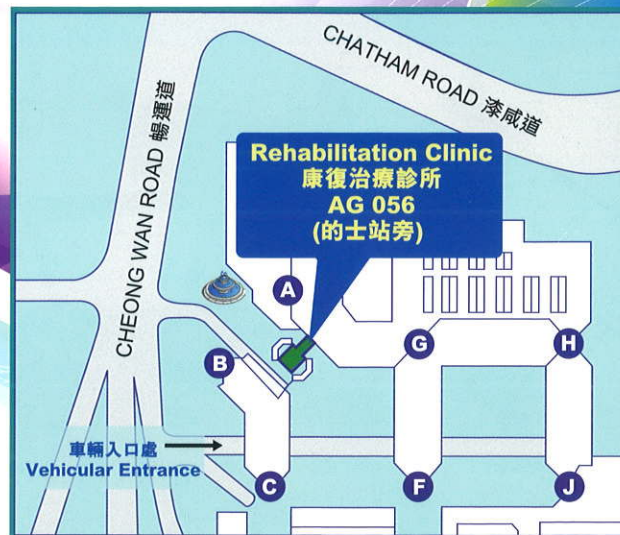 CHATHAM ROAD 漆咸道
CHEONG WAN ROAD 暢運道
Rehabilitation Clinic
康復治療診所
AG 056
(的士站旁)
A
B
G
H
車輛入口處
Vehicular Entrance
C
F
J